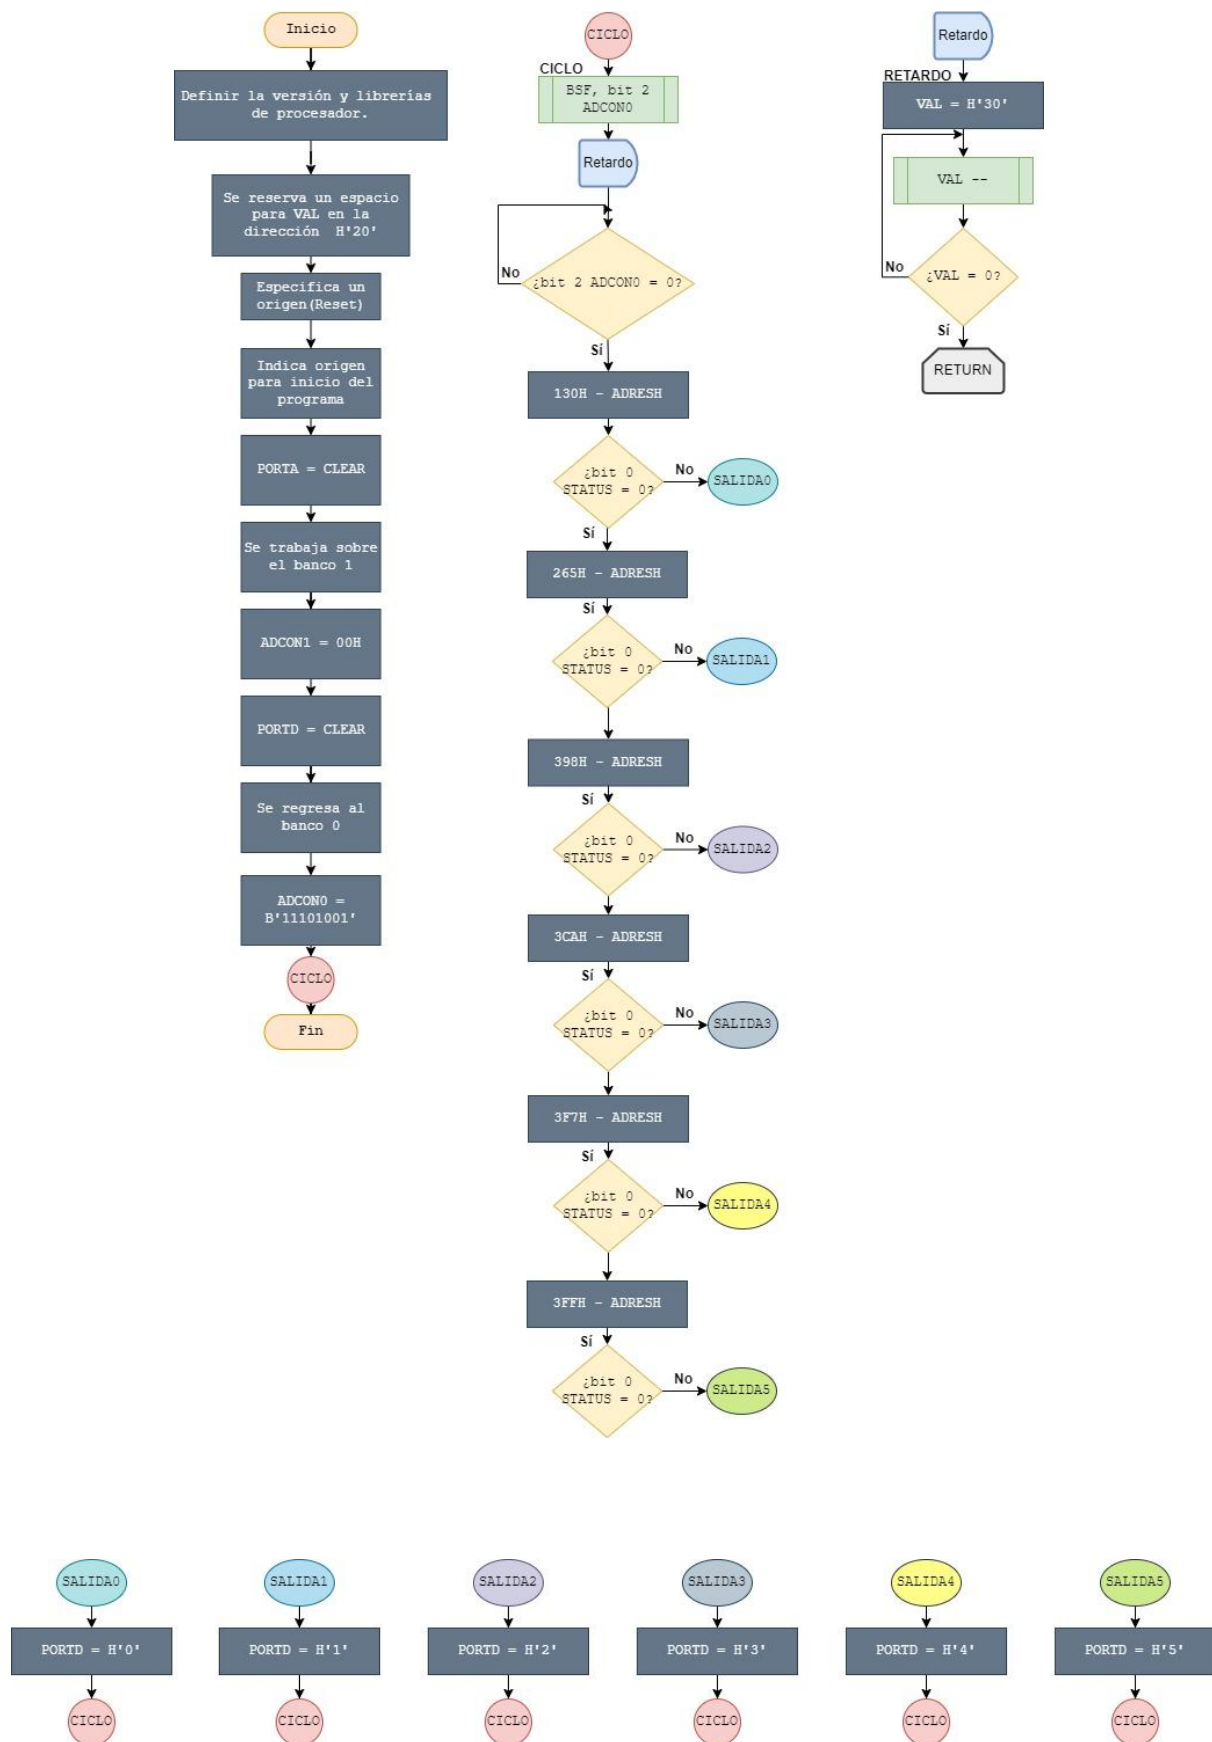 Inicio
Definir la versión y librerías
de procesador.
Se reserva un espacio
para VAL en la
dirección H'20'
Especifica un
origen(Reset)
Indica origen
para inicio del
programa
PORTA = CLEAR
Se trabaja sobre
el banco 1
ADCON1 = 00H
PORTD = CLEAR
Se regresa al
banco 0
ADCON0 =
B'11101001'
CICLO
Fin
CICLO
CICLO
BSF, bit 2
ADCON0
Retardo
¿bit 2 ADCON0 = 0?
No
Sí
130H - ADRESH
¿bit 0
STATUS = 0?
No
SALIDA0
Sí
265H - ADRESH
Sí
¿bit 0
STATUS = 0?
No
SALIDA1
398H - ADRESH
Sí
¿bit 0
STATUS = 0?
No
SALIDA2
3CAH - ADRESH
Sí
¿bit 0
STATUS = 0?
No
SALIDA3
3F7H - ADRESH
Sí
¿bit 0
STATUS = 0?
No
SALIDA4
3FFH - ADRESH
Sí
¿bit 0
STATUS = 0?
No
SALIDA5
Retardo
RETARDO
VAL = H'30'
VAL --
¿VAL = 0?
No
Sí
RETURN
SALIDA0
PORTD = H'0'
CICLO
SALIDA1
PORTD = H'1'
CICLO
SALIDA2
PORTD = H'2'
CICLO
SALIDA3
PORTD = H'3'
CICLO
SALIDA4
PORTD = H'4'
CICLO
SALIDA5
PORTD = H'5'
CICLO